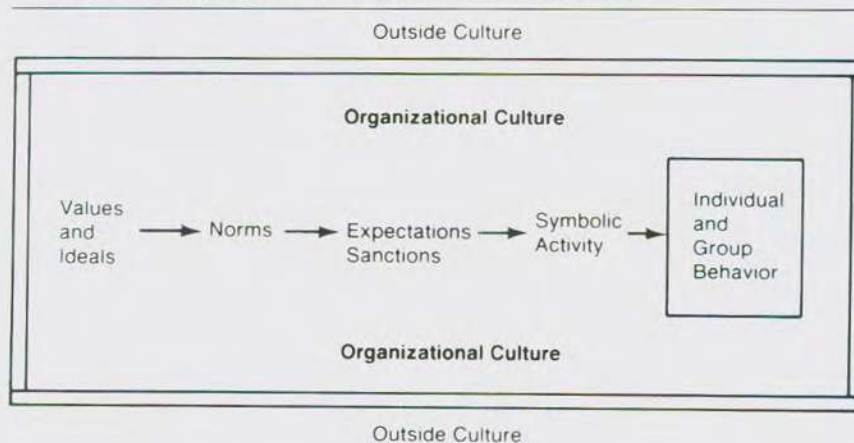 Outside Culture
Organizational Culture
Values
and
Ideals
Norms
Expectations
Sanctions
Symbolic
Activity
Individual
and
Group
Behavior
Organizational Culture
Outside Culture